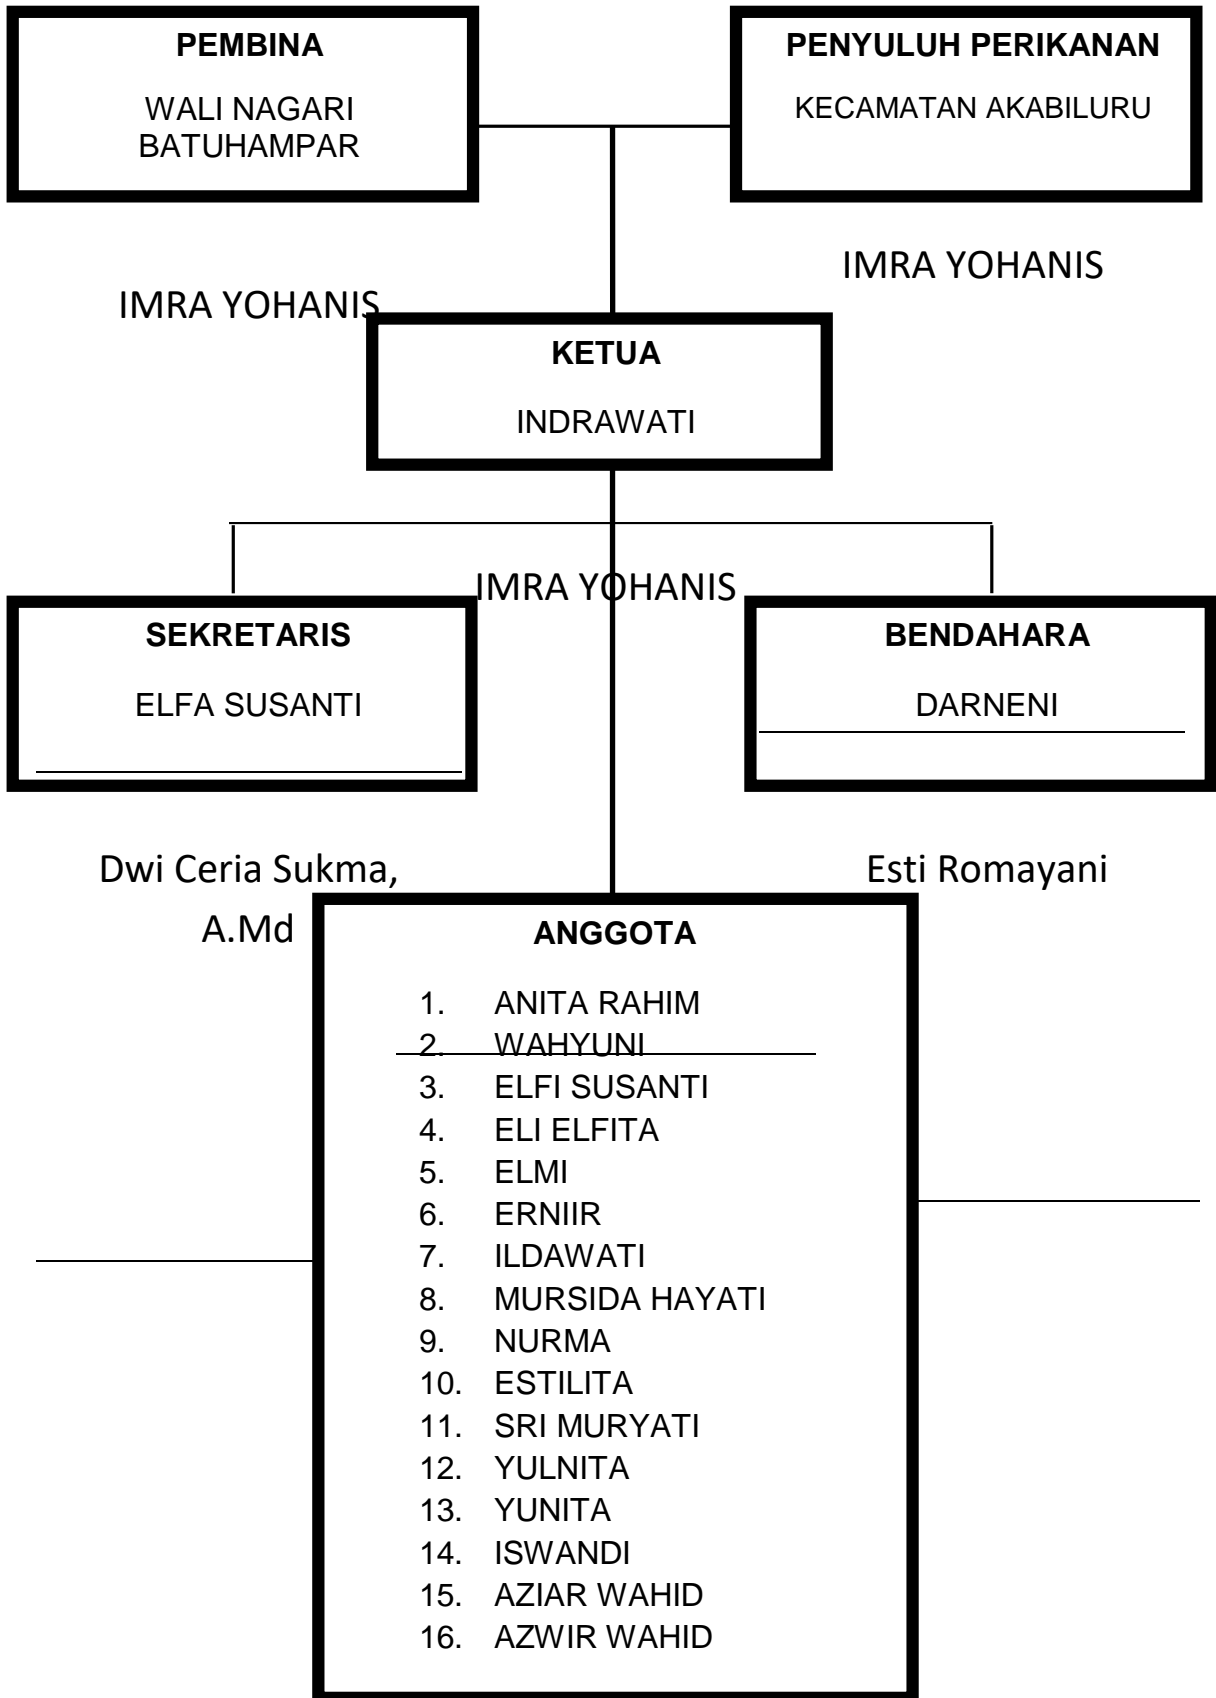 PEMBINA
WALI NAGARI
BATUHAMPAR
PENYULUH PERIKANAN
KECAMATAN AKABILURU
IMRA YOHANIS
IMRA YOHANIS
KETUA
INDRAWATI
IMRA YOHANIS
SEKRETARIS
ELFA SUSANTI
BENDAHARA
DARNENI
Dwi Ceria Sukma,
A.Md
Esti Romayani
ANGGOTA
1. ANITA RAHIM
2. WAHYUNI
3. ELFI SUSANTI
4. ELI ELFITA
5. ELMI
6. ERNIIR
7. ILDAWATI
8. MURSIDA HAYATI
9. NURMA
10. ESTILITA
11. SRI MURYATI
12. YULNITA
13. YUNITA
14. ISWANDI
15. AZIAR WAHID
16. AZWIR WAHID